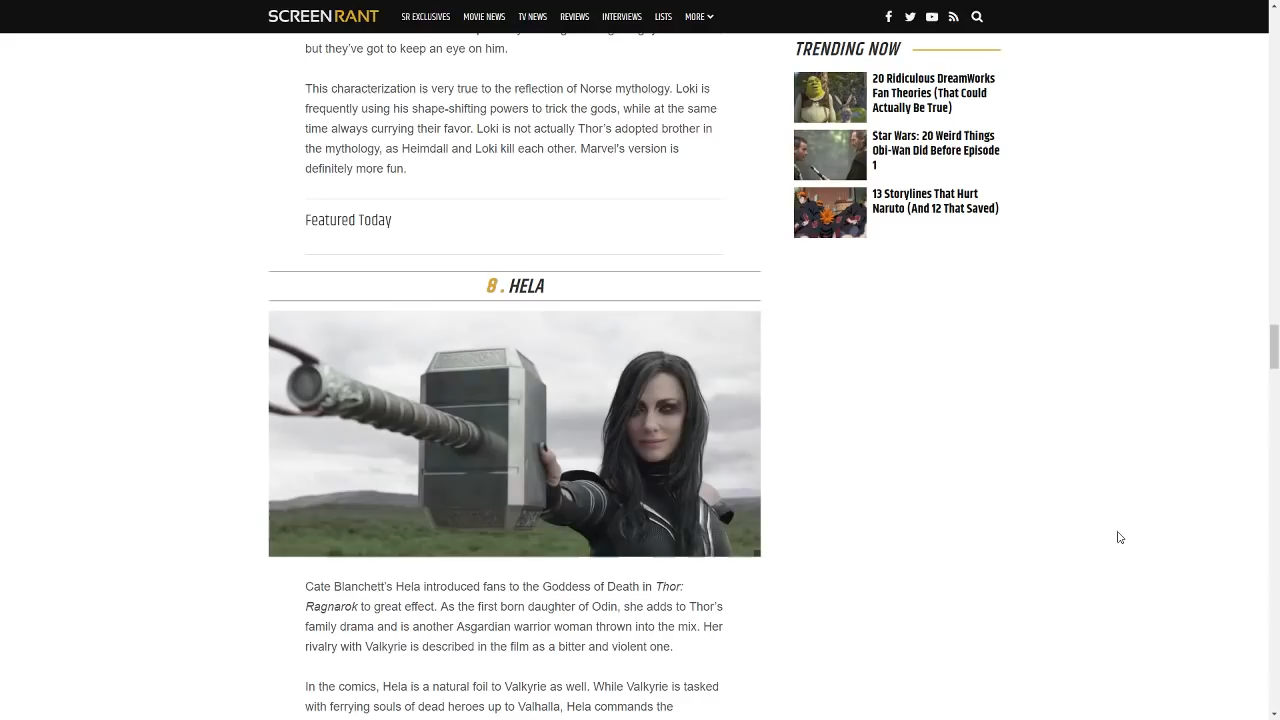 SCREENRANT
SR EXCLUSIVES
MOVIE NEWS
TV NEWS
REVIEWS
INTERVIEWS
LISTS
MORE
but they've got to keep an eye on him.
This characterization is very true to the reflection of Norse mythology. Loki is
frequently using his shape-shifting powers to trick the gods, while at the same
time always currying their favor. Loki is not actually Thor's adopted brother in
the mythology, as Heimdall and Loki kill each other. Marvel's version is
definitely more fun.
Featured Today
8 . HELA
Cate Blanchett's Hela introduced fans to the Goddess of Death in Thor:
Ragnarok to great effect. As the first born daughter of Odin, she adds to Thor's
family drama and is another Asgardian warrior woman thrown into the mix. Her
rivalry with Valkyrie is described in the film as a bitter and violent one.
In the comics, Hela is a natural foil to Valkyrie as well. While Valkyrie is tasked
with ferrying souls of dead heroes up to Valhalla, Hela commands the
TRENDING NOW
20 Ridiculous DreamWorks
Fan Theories (That Could
Actually Be True)
Star Wars: 20 Weird Things
Obi-Wan Did Before Episode
1
13 Storylines That Hurt
Naruto (And 12 That Saved)